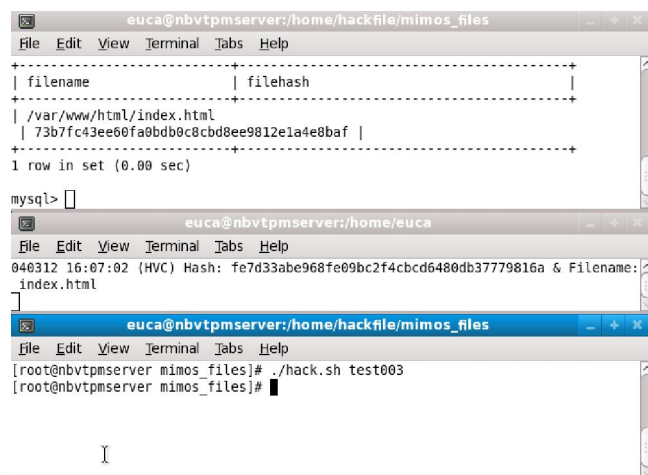 euca@nbvtpmserver:/home/hackfile/mimos_files
File Edit View Terminal Tabs Help
+--------------------------+----------------------------------------+
| filename | filehash |
+--------------------------+----------------------------------------+
| /var/www/html/index.html
| 73b7fc43ee60fa0bdb0c8cbd8ee9812e1a4e8baf |
+--------------------------+----------------------------------------+
1 row in set (0.00 sec)
mysql>
euca@nbvtpmserver:/home/euca
File Edit View Terminal Tabs Help
040312 16:07:02 (HVC) Hash: fe7d33abe968fe09bc2f4cbcd6480db37779816a & Filename:
index.html
euca@nbvtpmserver:/home/hackfile/mimos_files
File Edit View Terminal Tabs Help
[root@nbvtpmserver mimos_files]# ./hack.sh test003
[root@nbvtpmserver mimos_files]#